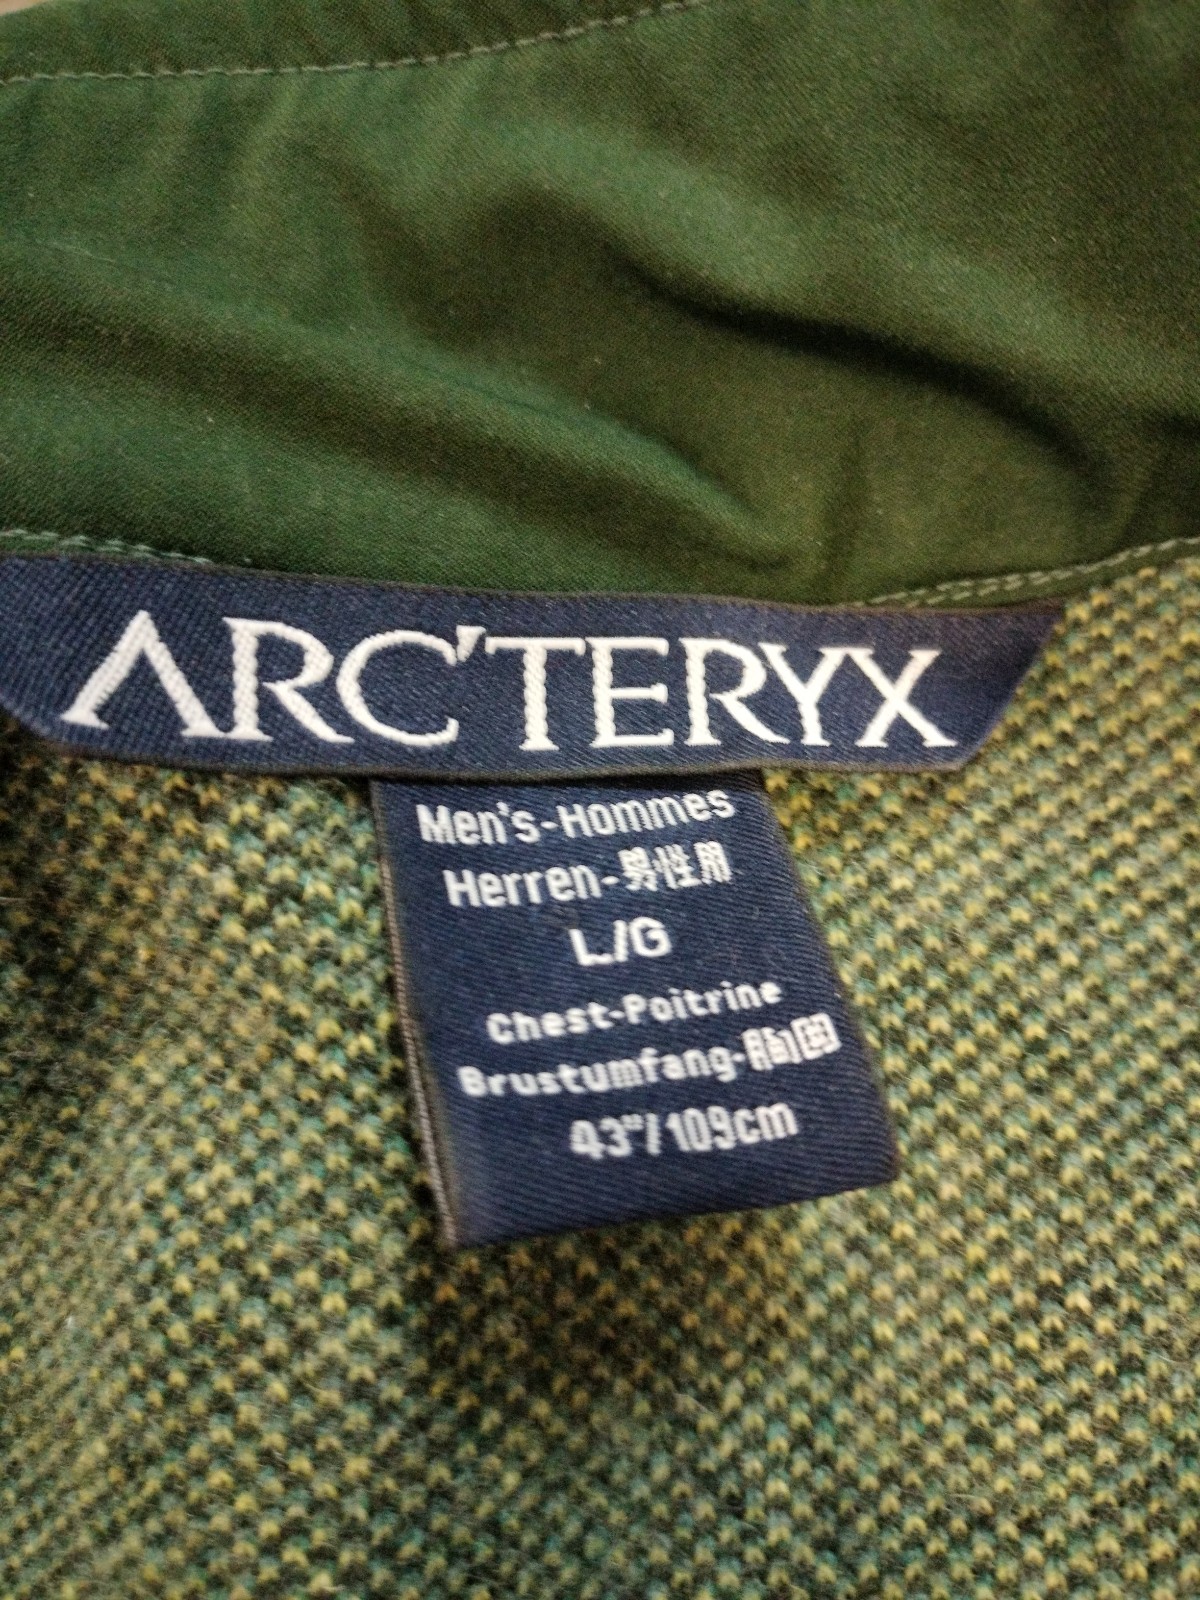 ARC'TERYX
Men's-Hommes
Herren-男性用
L/G
Chest-Poitrine
Brustumfang-胸囲
43"/109cm